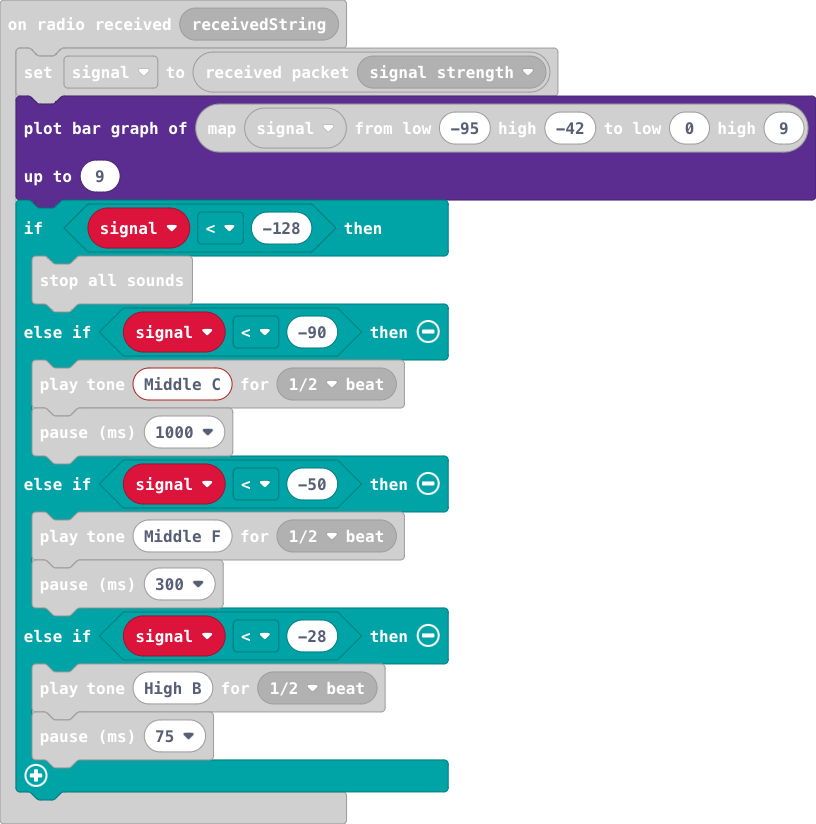 on radio received receivedString
set signal to received packet signal strength
plot bar graph of map signal from low -95 high -42 to low 0 high 9
up to 9
if signal < -128 then
stop all sounds
else if signal < -90 then
play tone Middle C for 1/2 beat
pause (ms) 1000
else if signal < -50 then
play tone Middle F for 1/2 beat
pause (ms) 300
else if signal < -28 then
play tone High B for 1/2 beat
pause (ms) 75